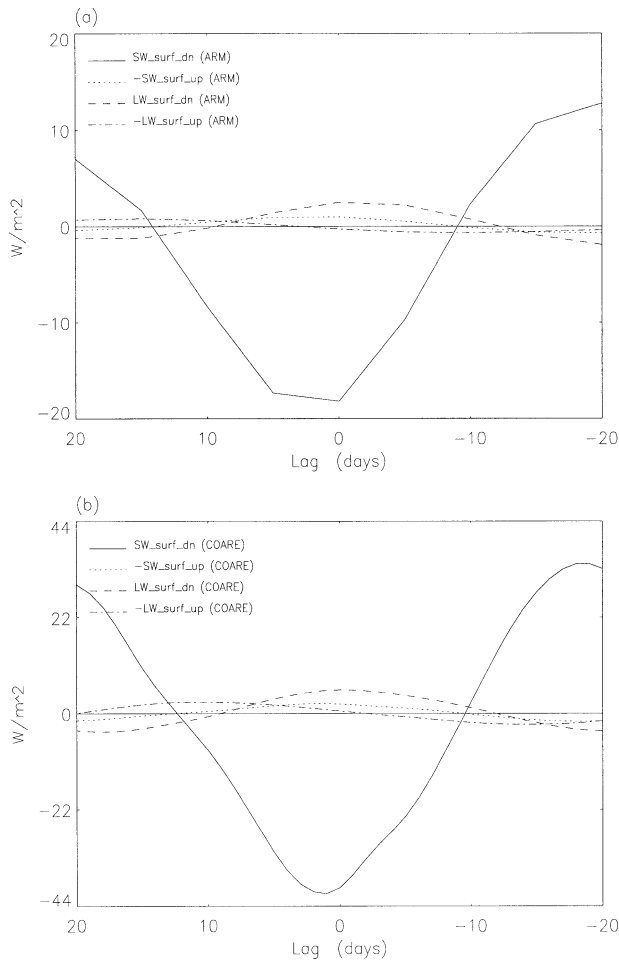 (a)
20
10
0
−10
−20
W/m^2
SW_surf_dn (ARM)
−SW_surf_up (ARM)
LW_surf_dn (ARM)
−LW_surf_up (ARM)
20 10 0 −10 −20
Lag (days)
(b)
44
22
0
−22
−44
W/m^2
SW_surf_dn (COARE)
−SW_surf_up (COARE)
LW_surf_dn (COARE)
−LW_surf_up (COARE)
20 10 0 −10 −20
Lag (days)